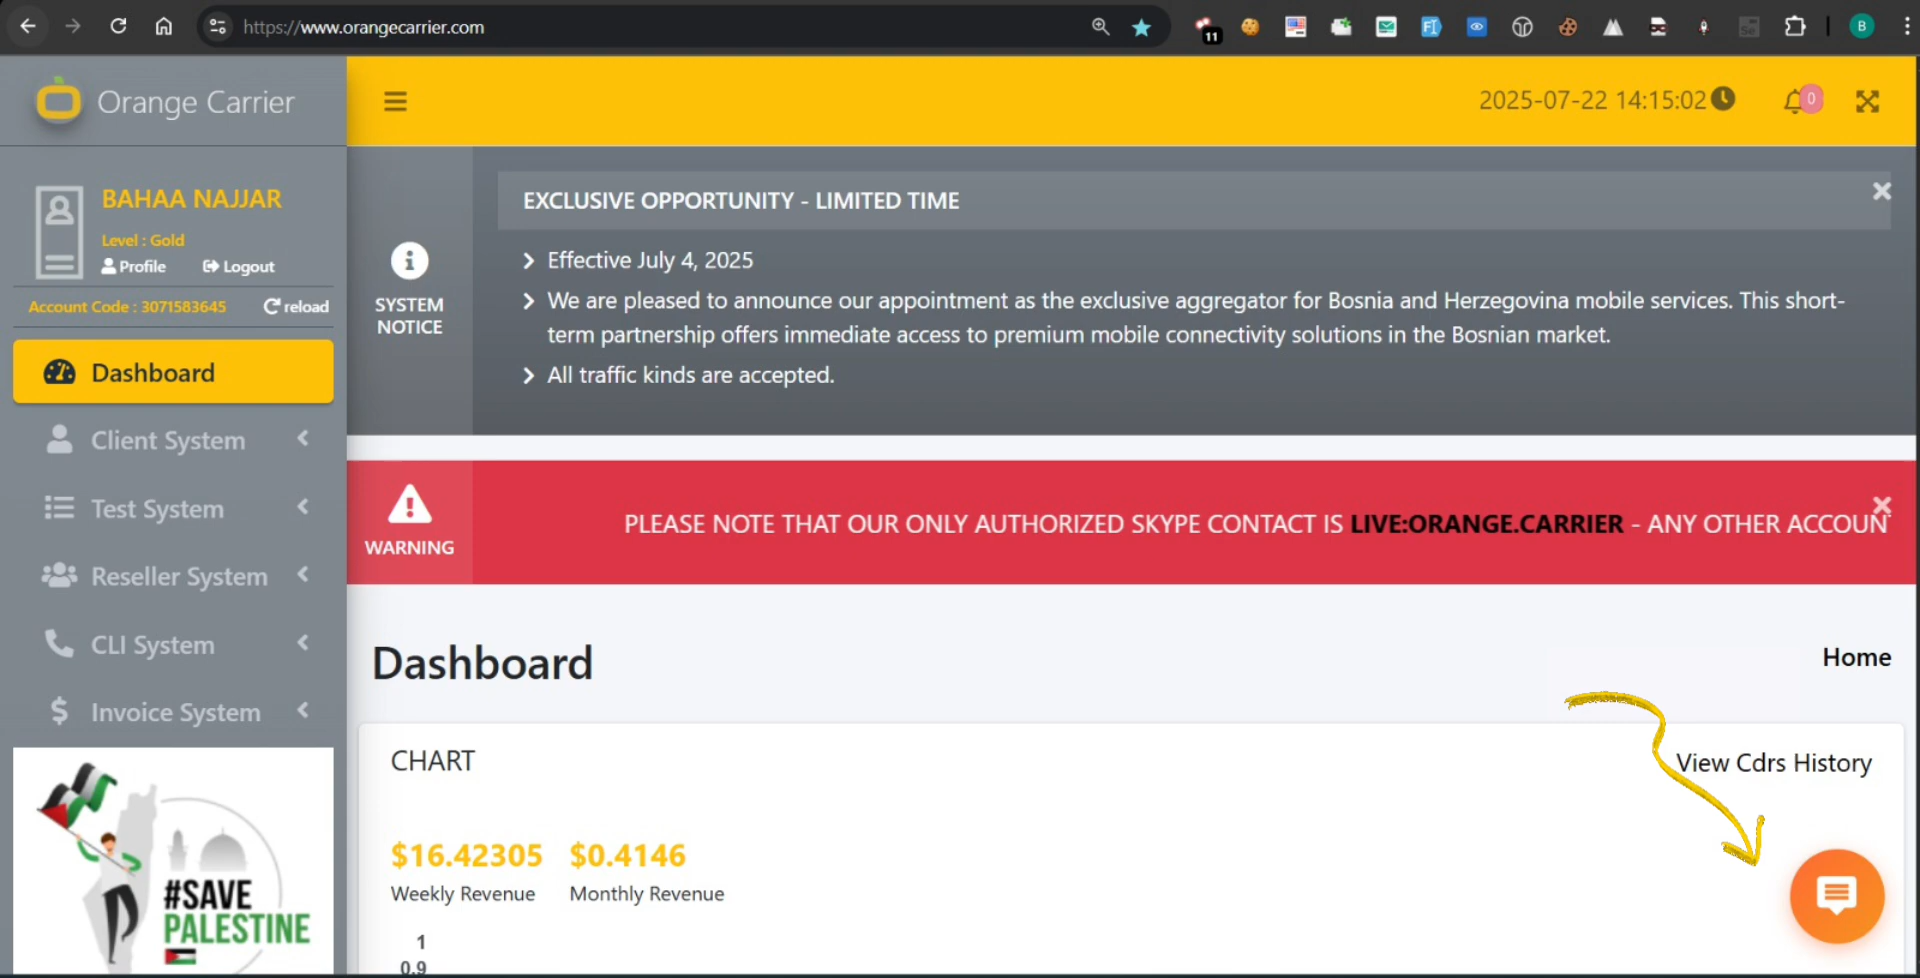 https://www.orangecarrier.com
11
B
Orange Carrier
2025-07-22 14:15:02
0
BAHAA NAJJAR
Level : Gold
Profile
Logout
Account Code : 3071583645
reload
Dashboard
Client System
Test System
Reseller System
CLI System
Invoice System
#SAVE
PALESTINE
SYSTEM
NOTICE
EXCLUSIVE OPPORTUNITY - LIMITED TIME
Effective July 4, 2025
We are pleased to announce our appointment as the exclusive aggregator for Bosnia and Herzegovina mobile services. This short-
term partnership offers immediate access to premium mobile connectivity solutions in the Bosnian market.
All traffic kinds are accepted.
WARNING
PLEASE NOTE THAT OUR ONLY AUTHORIZED SKYPE CONTACT IS LIVE:ORANGE.CARRIER - ANY OTHER ACCOUN
Dashboard
Home
CHART
View Cdrs History
$16.42305
Weekly Revenue
$0.4146
Monthly Revenue
1
0.9